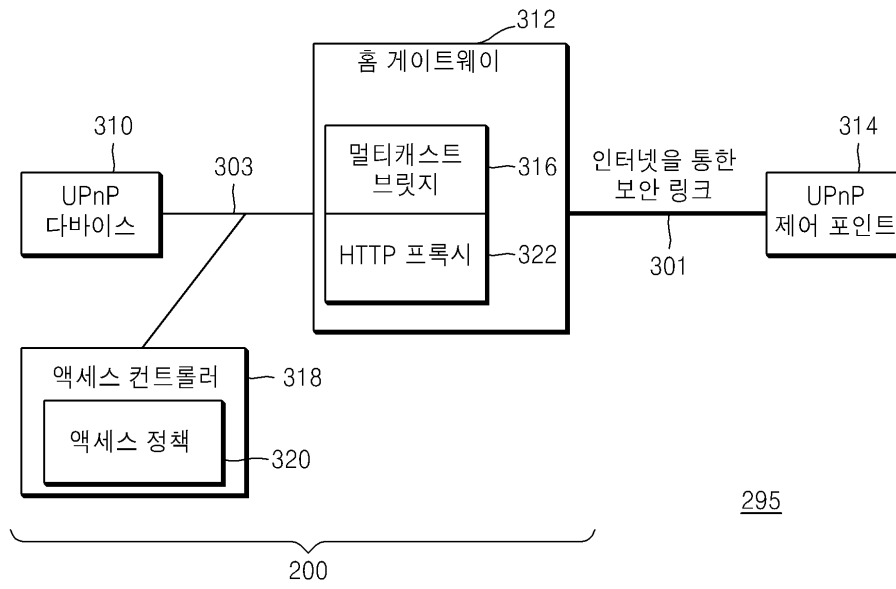 312
홈 게이트웨이
310
UPnP
다바이스
303
멀티캐스트
브릿지
316
HTTP 프록시
322
인터넷을 통한
보안 링크
301
314
UPnP
제어 포인트
액세스 컨트롤러
318
액세스 정책
320
295
200